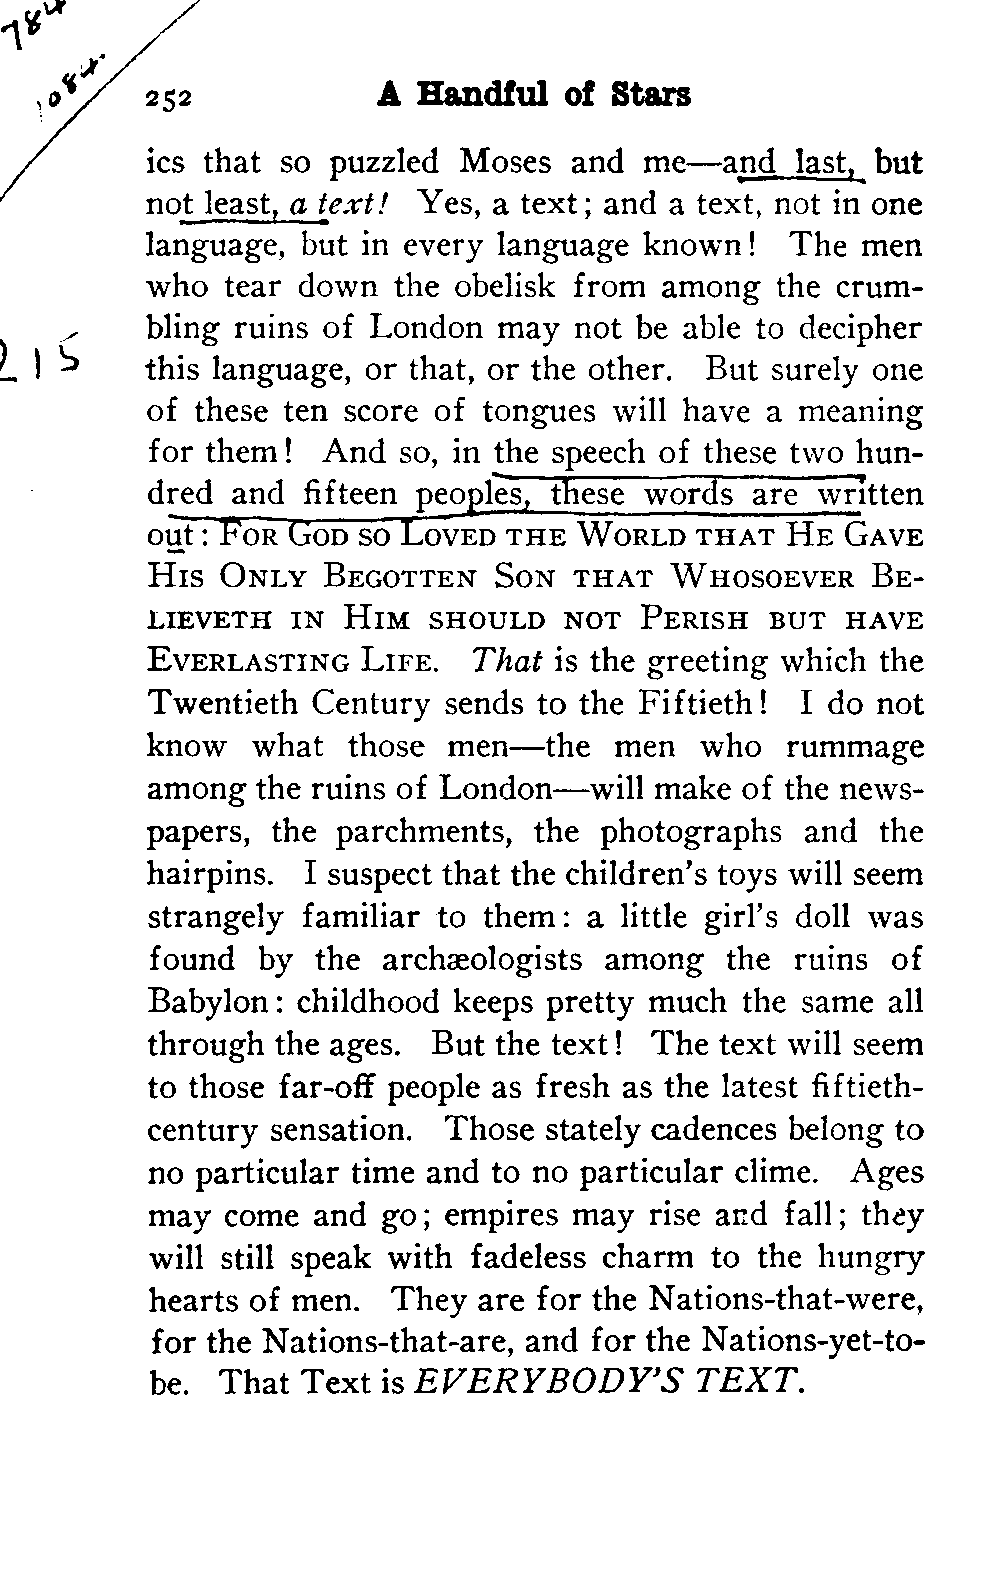 784
1084.
252 A Handful of Stars
ics that so puzzled Moses and me—and last, but
not least, a text! Yes, a text; and a text, not in one
language, but in every language known! The men
who tear down the obelisk from among the crum-
bling ruins of London may not be able to decipher
215
this language, or that, or the other. But surely one
of these ten score of tongues will have a meaning
for them! And so, in the speech of these two hun-
dred and fifteen peoples, these words are written
out: FOR GOD SO LOVED THE WORLD THAT HE GAVE
HIS ONLY BEGOTTEN SON THAT WHOSOEVER BE-
LIEVETH IN HIM SHOULD NOT PERISH BUT HAVE
EVERLASTING LIFE. That is the greeting which the
Twentieth Century sends to the Fiftieth! I do not
know what those men—the men who rummage
among the ruins of London—will make of the news-
papers, the parchments, the photographs and the
hairpins. I suspect that the children's toys will seem
strangely familiar to them: a little girl's doll was
found by the archæologists among the ruins of
Babylon: childhood keeps pretty much the same all
through the ages. But the text! The text will seem
to those far-off people as fresh as the latest fiftieth-
century sensation. Those stately cadences belong to
no particular time and to no particular clime. Ages
may come and go; empires may rise and fall; they
will still speak with fadeless charm to the hungry
hearts of men. They are for the Nations-that-were,
for the Nations-that-are, and for the Nations-yet-to-
be. That Text is EVERYBODY'S TEXT.